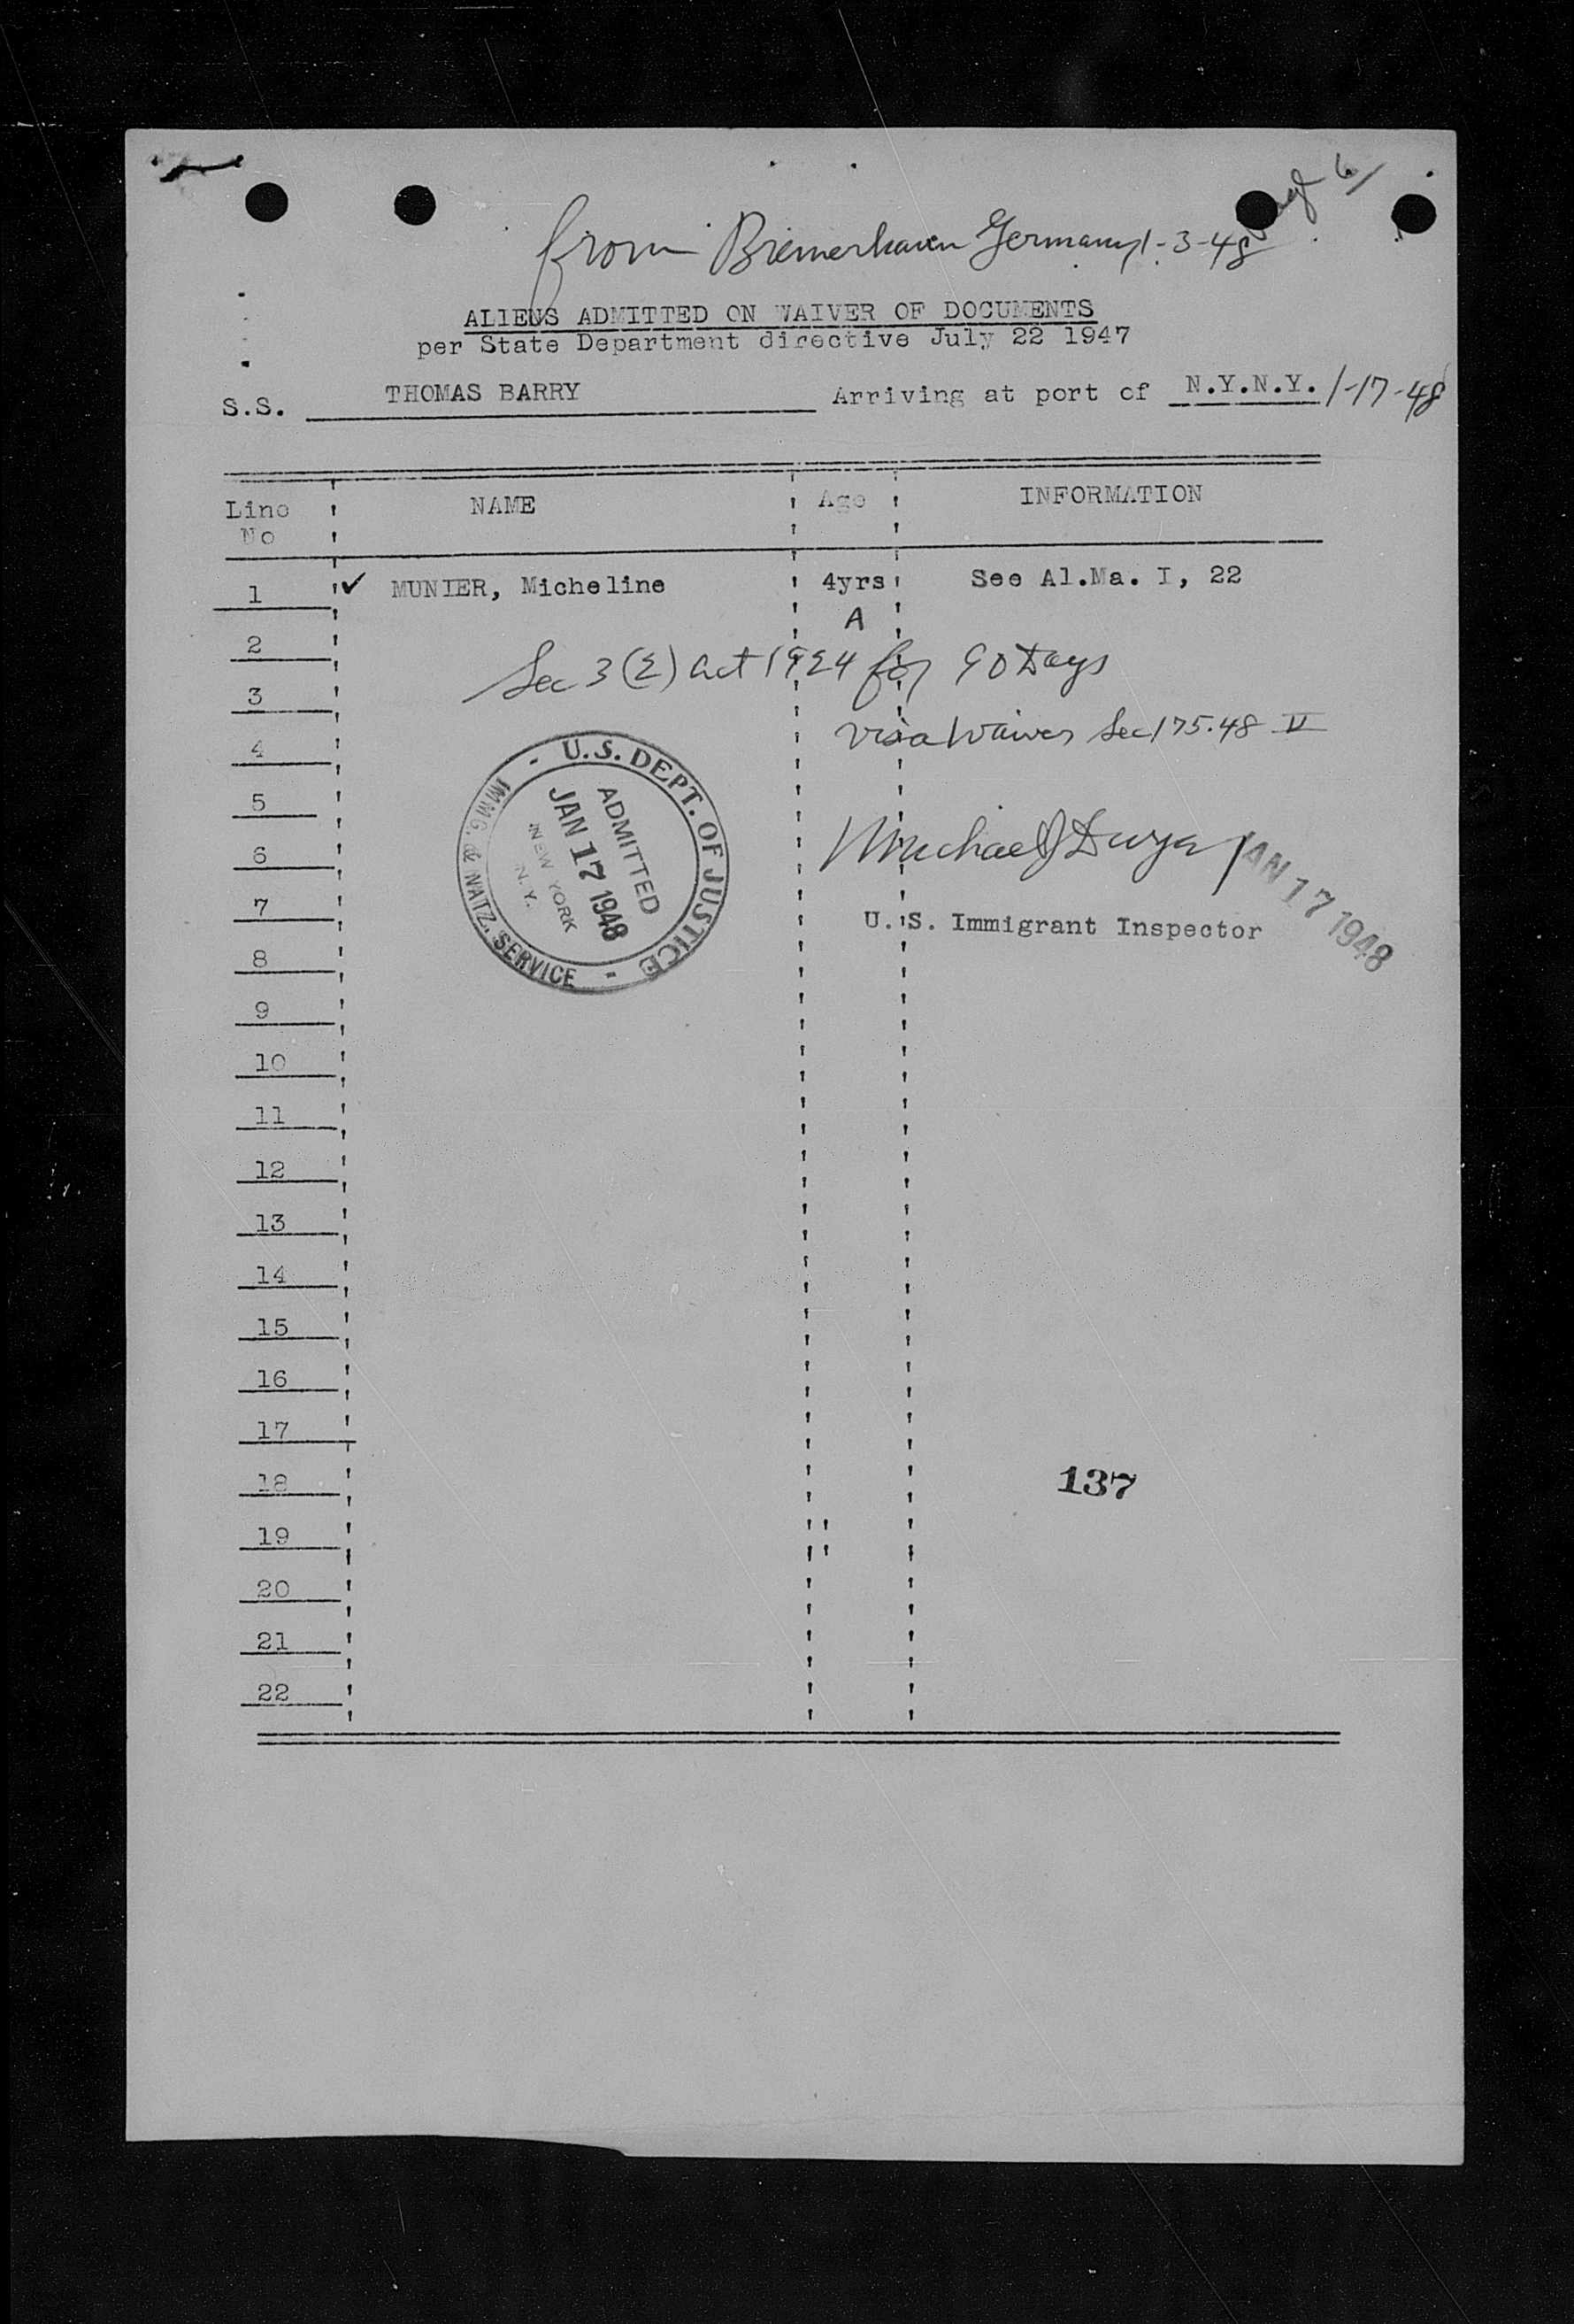 from Bremerhaven Germany 1-3-48
ALIENS ADMITTED ON WAIVER OF DOCUMENTS
per State Department directive July 22 1947
S.S. THOMAS BARRY Arriving at port of N.Y.N.Y. 1-17-48
Line No NAME Age INFORMATION
1 ✓ MUNIER, Micheline 4yrs See Al.Ma. I, 22
A
2
Sec 3(2) Act 1924 for 90 Days
3
Visa Waiver Sec 175.48 V
4
U.S. DEPT. OF JUSTICE - IMMG. & NATZ. SERVICE -
ADMITTED
JAN 17 1948
IN NEW YORK
N.Y.
5
6
Michael J Dwyer JAN 17 1948
7
U.S. Immigrant Inspector
8
9
10
11
12
13
14
15
16
17
18
137
19
20
21
22